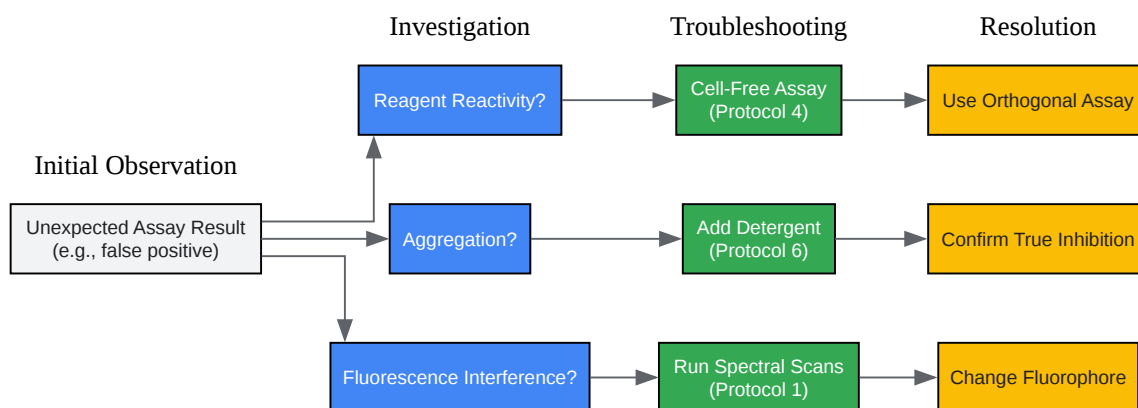 Investigation
Troubleshooting
Resolution
Reagent Reactivity?
Cell-Free Assay
(Protocol 4)
Use Orthogonal Assay
Initial Observation
Unexpected Assay Result
(e.g., false positive)
Aggregation?
Add Detergent
(Protocol 6)
Confirm True Inhibition
Fluorescence Interference?
Run Spectral Scans
(Protocol 1)
Change Fluorophore